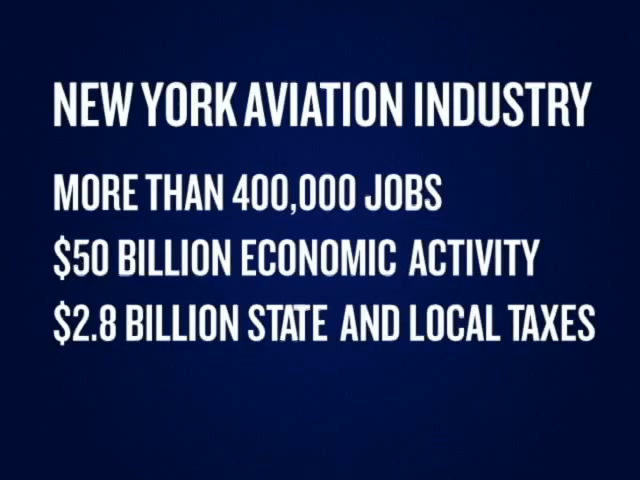 NEW YORK AVIATION INDUSTRY
MORE THAN 400,000 JOBS
$50 BILLION ECONOMIC ACTIVITY
$2.8 BILLION STATE AND LOCAL TAXES